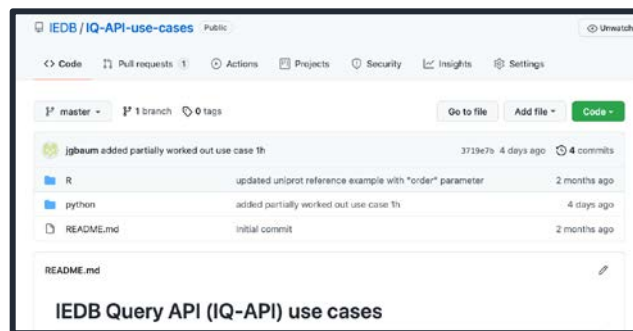 IEDB / IQ-API-use-cases Public
Unwatch
<> Code Pull requests 1 Actions Projects Security Insights Settings
master 1 branch 0 tags Go to file Add file Code
jgbaum added partially worked out use case 1h 3719e7b 4 days ago 4 commits
R updated uniprot reference example with "order" parameter 2 months ago
python added partially worked out use case 1h 4 days ago
README.md Initial commit 2 months ago
README.md
IEDB Query API (IQ-API) use cases